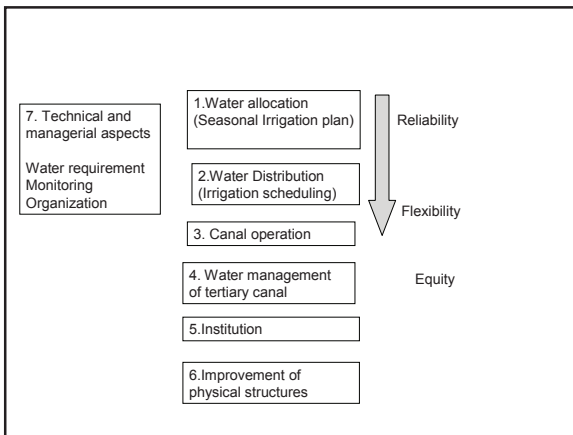 7. Technical and
managerial aspects
Water requirement
Monitoring
Organization
1.Water allocation
(Seasonal Irrigation plan)
2.Water Distribution
(Irrigation scheduling)
3. Canal operation
4. Water management
of tertiary canal
5.Institution
6.Improvement of
physical structures
Reliability
Flexibility
Equity